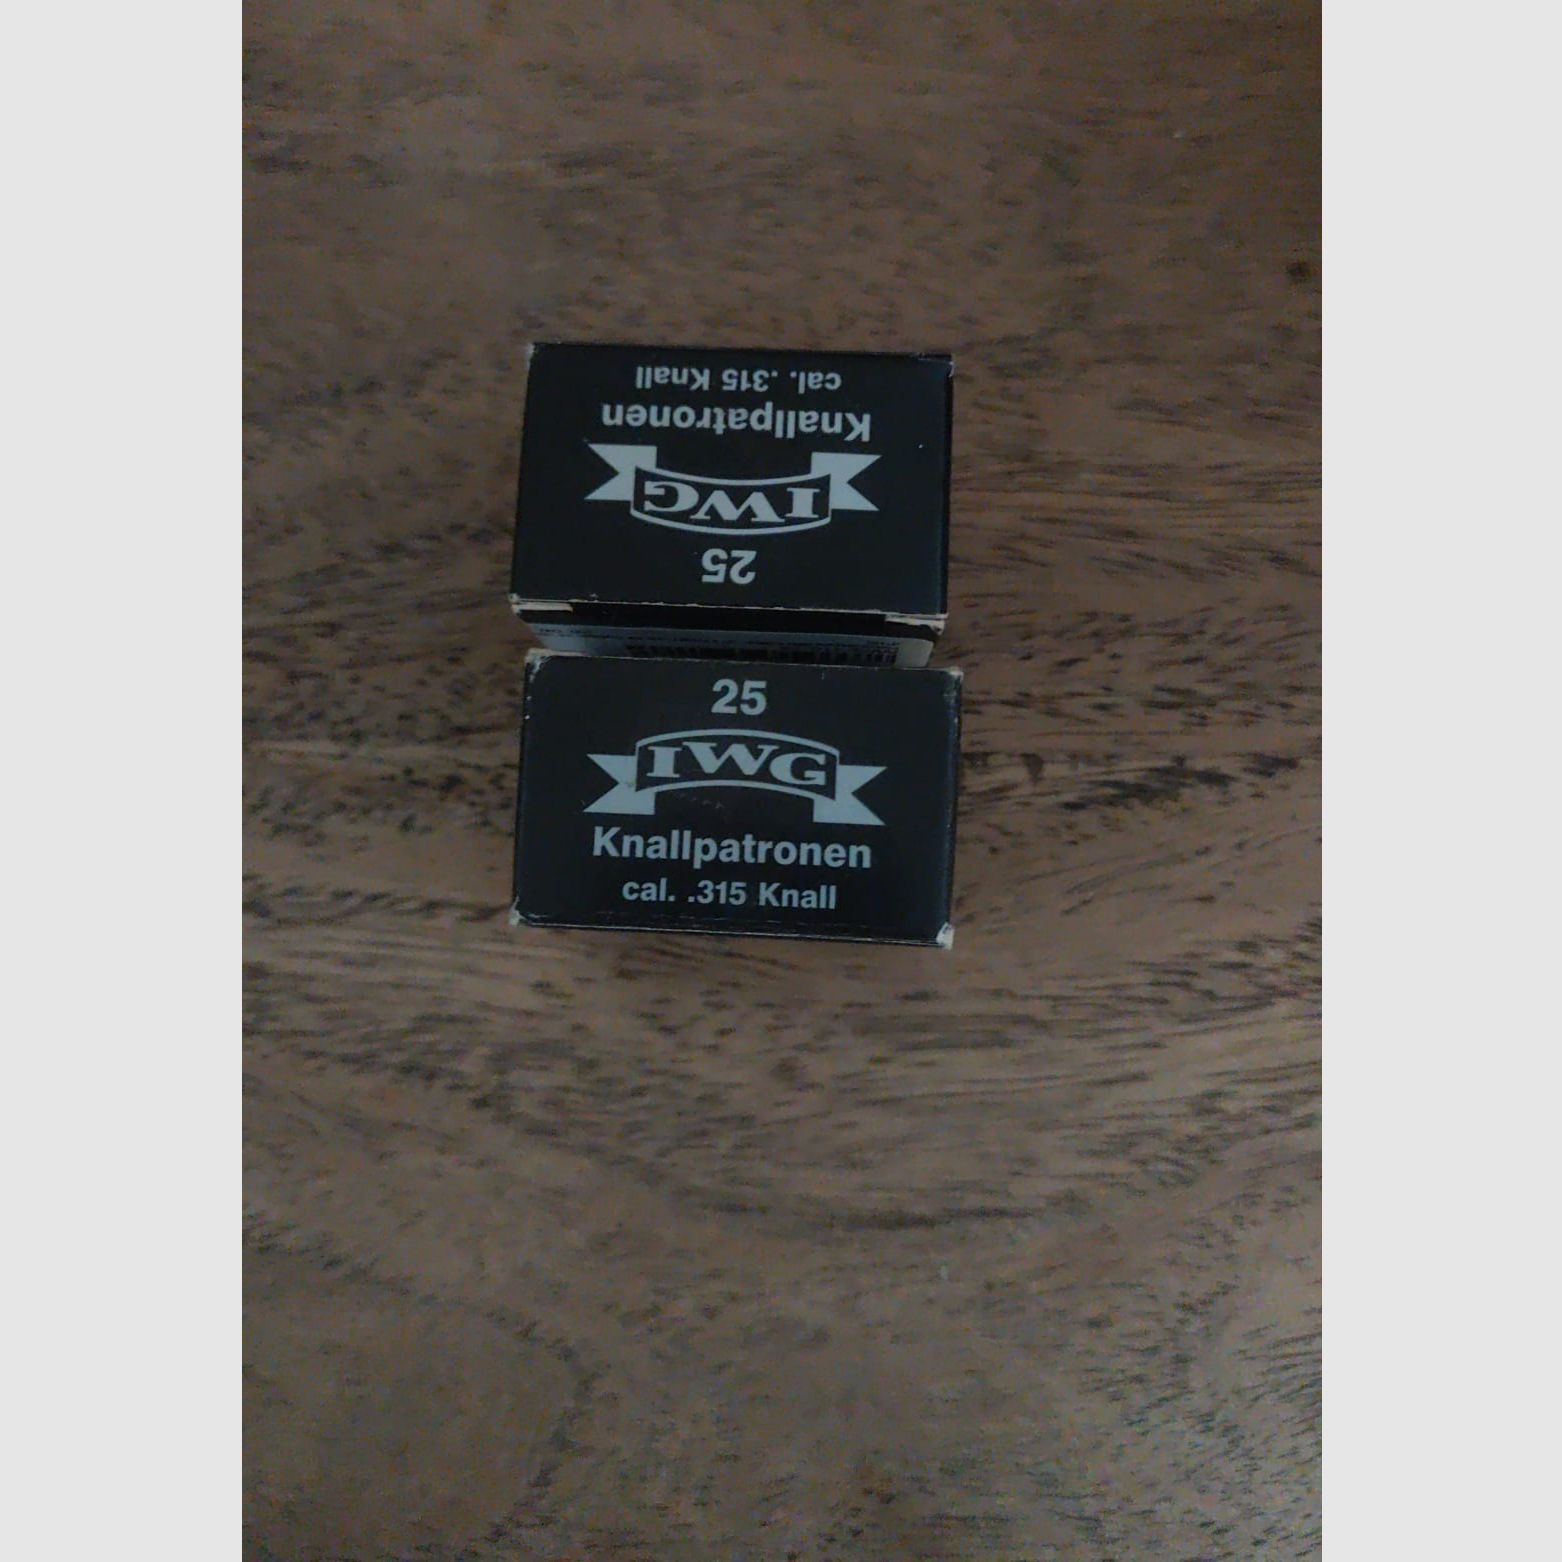 cal. .315 Knall
Knallpatronen
IWG
25
25
IWG
Knallpatronen
cal. .315 Knall